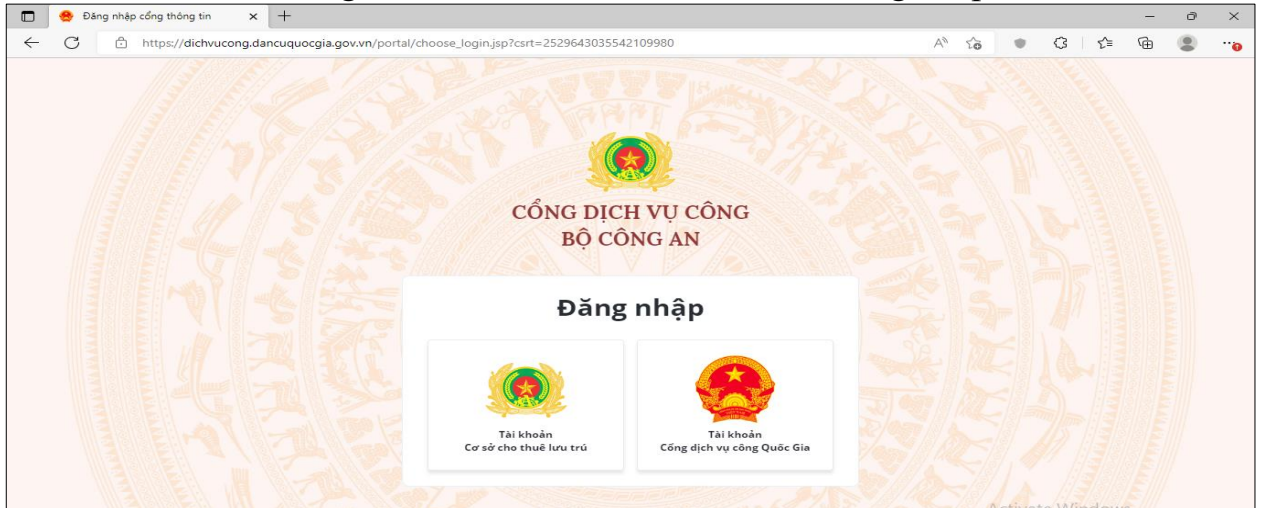 Đăng nhập cổng thông tin
https://dichvucong.dancuquocgia.gov.vn/portal/choose_login.jsp?csrt=2529643035542109980
CỔNG DỊCH VỤ CÔNG
BỘ CÔNG AN
Đăng nhập
Tài khoản
Cơ sở cho thuê lưu trú
Tài khoản
Cổng dịch vụ công Quốc Gia
Activate Windows